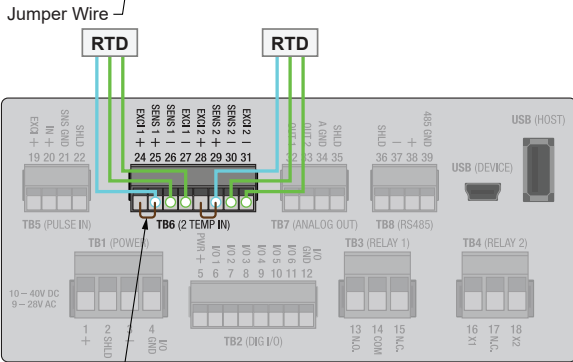 Jumper Wire
RTD RTD
EXCI + IN + SNS GND SHLD
19 20 21 22
EXCI 1 + SENS 1 + SENS 1 – EXCI 1 – EXCI 2 + SENS 2 + SENS 2 – EXCI 2 –
24 25 26 27 28 29 30 31
OUT 1 OUT 2 A GND SHLD
32 33 34 35
SHLD – + 485 GND
36 37 38 39
USB (HOST)
USB (DEVICE)
TB5 (PULSE IN) TB6 (2 TEMP IN) TB7 (ANALOG OUT) TB8 (RS485)
TB1 (POWER) TB3 (RELAY 1) TB4 (RELAY 2)
PWR + I/O 1 I/O 2 I/O 3 I/O 4 I/O 5 I/O 6 I/O GND
5 6 7 8 9 10 11 12
10 – 40V DC
9 – 28V AC
1 2 3 4
+ SHLD + I/O GND
TB2 (DIG I/O)
13 14 15
N.O. COM N.C.
16 17 18
X1 N.C. X2